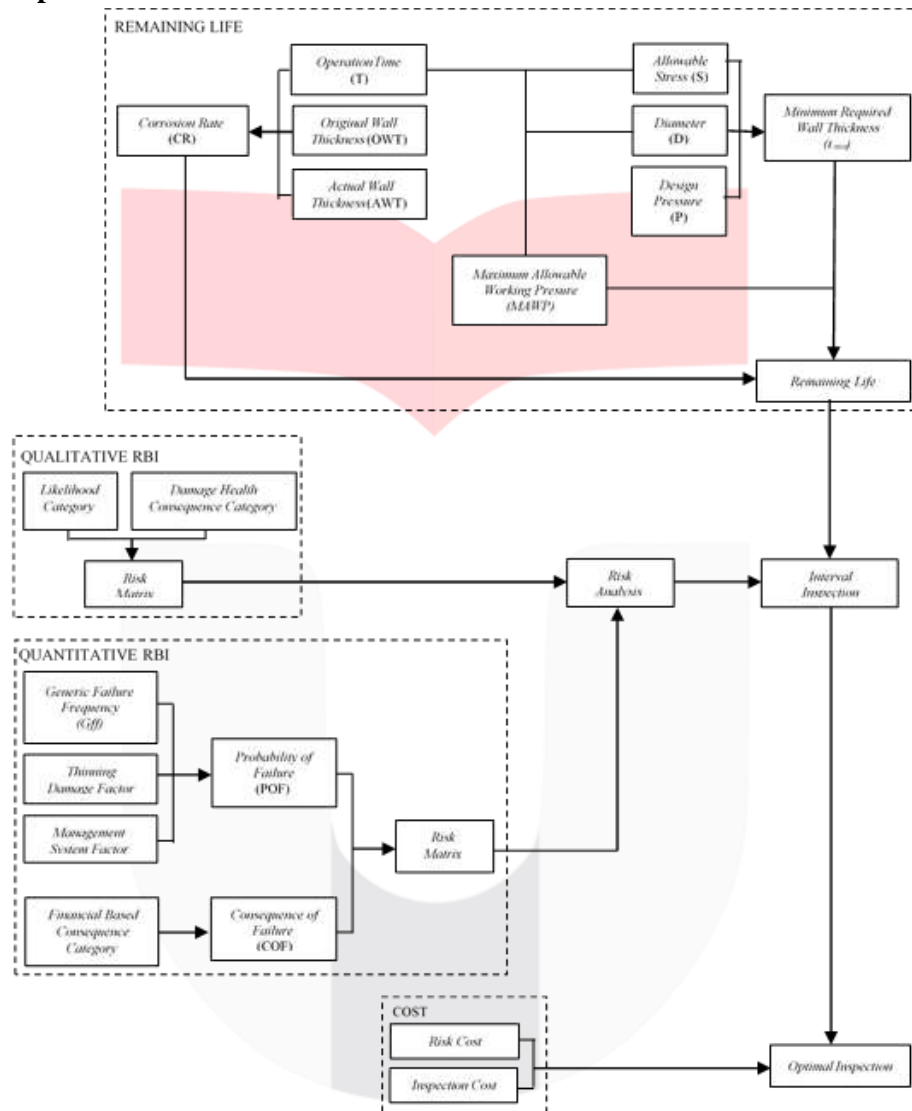 REMAINING LIFE
Operation Time
(T)
Original Wall
Thickness (OWT)
Actual Wall
Thickness (AWT)
Corrosion Rate
(CR)
Allowable
Stress (S)
Diameter
(D)
Design
Pressure
(P)
Minimum Required
Wall Thickness
Maximum Allowable
Working Presure
(MAWP)
Remaining Life
QUALITATIVE RBI
Likelihood
Category
Damage Health
Consequence Category
Risk
Matrix
Risk
Analysis
Interval
Inspection
QUANTITATIVE RBI
Generic Failure
Frequency
(Gff)
Thinning
Damage Factor
Management
System Factor
Financial Based
Consequence
Category
Probability of
Failure
(POF)
Consequence of
Failure
(COF)
Risk
Matrix
COST
Risk Cost
Inspection Cost
Optimal Inspection